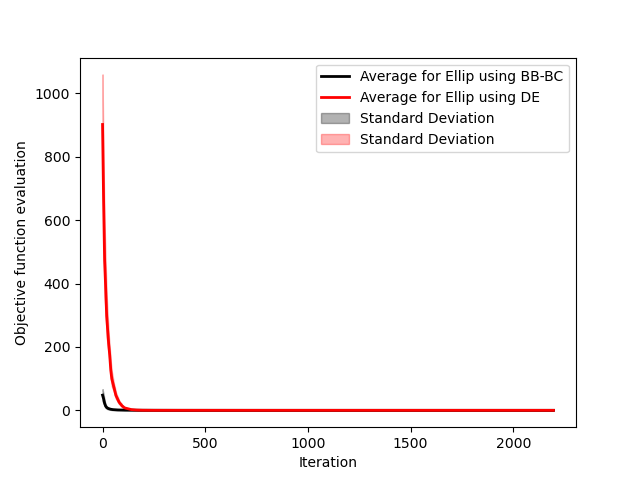 Average for Ellip using BB-BC
Average for Ellip using DE
Standard Deviation
Standard Deviation
Objective function evaluation
1000
800
600
400
200
0
0 500 1000 1500 2000
Iteration